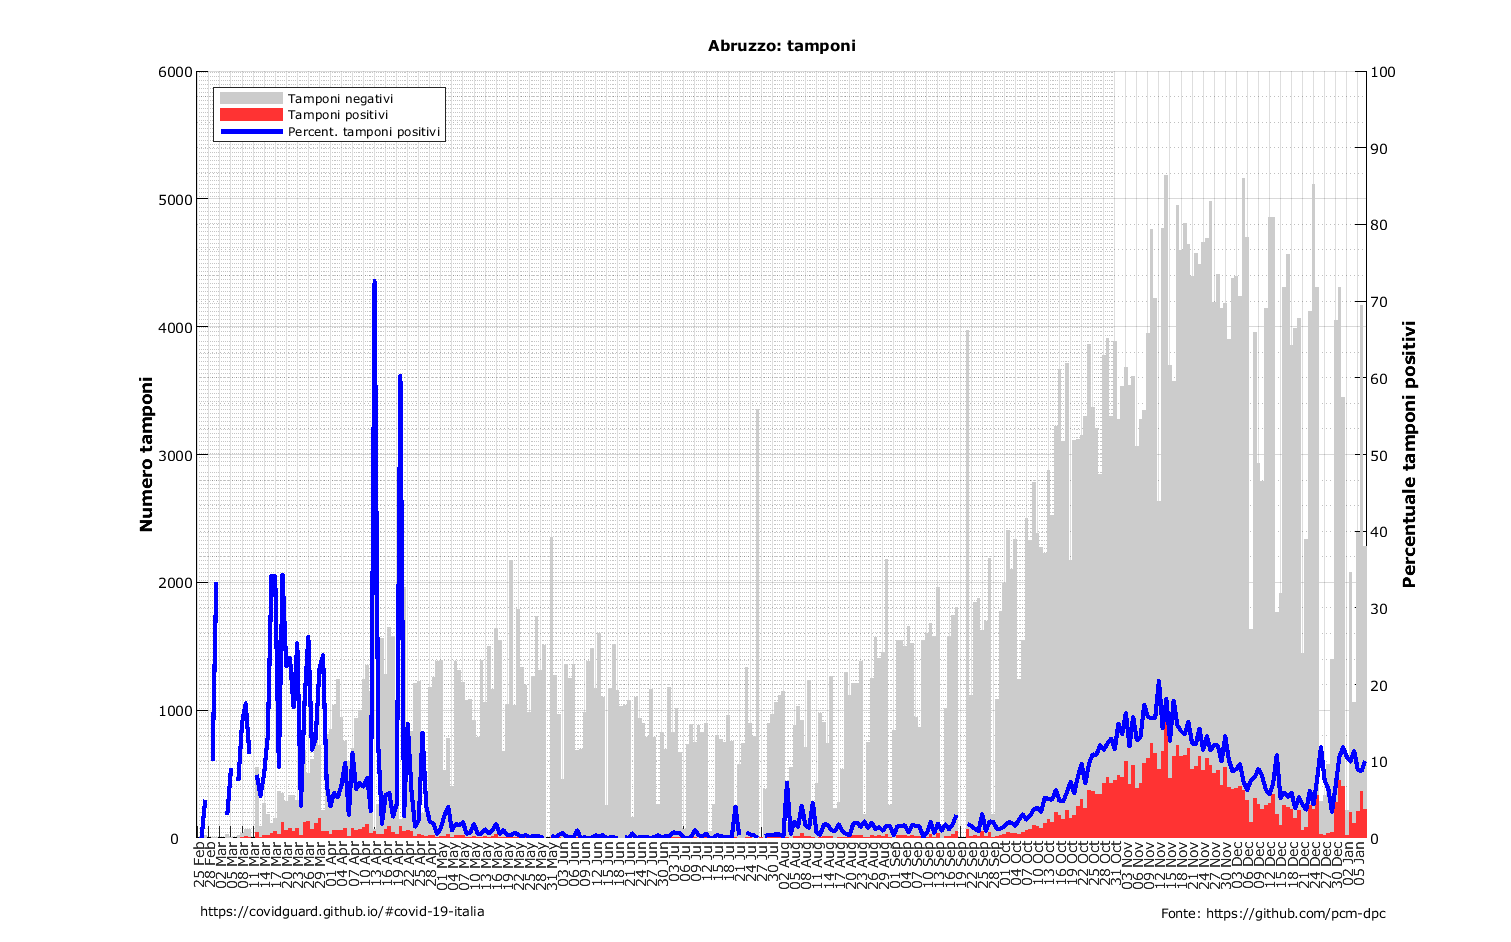 Abruzzo: tamponi
6000
5000
4000
3000
2000
1000
0
Numero tamponi
Tamponi negativi
Tamponi positivi
Percent. tamponi positivi
100
90
80
70
60
50
40
30
20
10
0
Percentuale tamponi positivi
25 Feb
28 Feb
02 Mar
05 Mar
08 Mar
11 Mar
14 Mar
17 Mar
20 Mar
23 Mar
26 Mar
29 Mar
01 Apr
04 Apr
07 Apr
10 Apr
13 Apr
16 Apr
19 Apr
22 Apr
25 Apr
28 Apr
01 May
04 May
07 May
10 May
13 May
16 May
19 May
22 May
25 May
28 May
31 May
03 Jun
06 Jun
09 Jun
12 Jun
15 Jun
18 Jun
21 Jun
24 Jun
27 Jun
30 Jun
03 Jul
06 Jul
09 Jul
12 Jul
15 Jul
18 Jul
21 Jul
24 Jul
27 Jul
30 Jul
02 Aug
05 Aug
08 Aug
11 Aug
14 Aug
17 Aug
20 Aug
23 Aug
26 Aug
29 Aug
01 Sep
04 Sep
07 Sep
10 Sep
13 Sep
16 Sep
19 Sep
22 Sep
25 Sep
28 Sep
01 Oct
04 Oct
07 Oct
10 Oct
13 Oct
16 Oct
19 Oct
22 Oct
25 Oct
28 Oct
31 Oct
03 Nov
06 Nov
09 Nov
12 Nov
15 Nov
18 Nov
21 Nov
24 Nov
27 Nov
30 Nov
03 Dec
06 Dec
09 Dec
12 Dec
15 Dec
18 Dec
21 Dec
24 Dec
27 Dec
30 Dec
02 Jan
05 Jan
https://covidguard.github.io/#covid-19-italia
Fonte: https://github.com/pcm-dpc